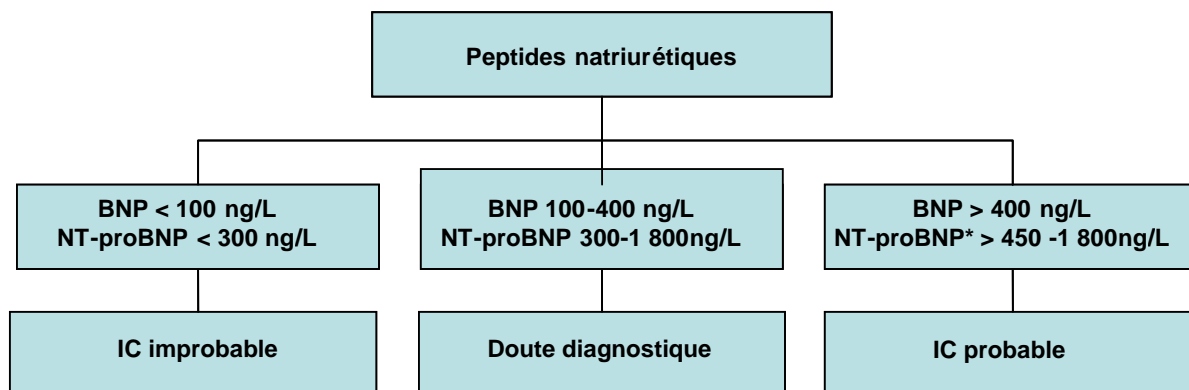 Peptides natriurétiques
BNP < 100 ng/L
NT-proBNP < 300 ng/L
BNP 100-400 ng/L
NT-proBNP 300-1 800ng/L
BNP > 400 ng/L
NT-proBNP* > 450 -1 800ng/L
IC improbable
Doute diagnostique
IC probable